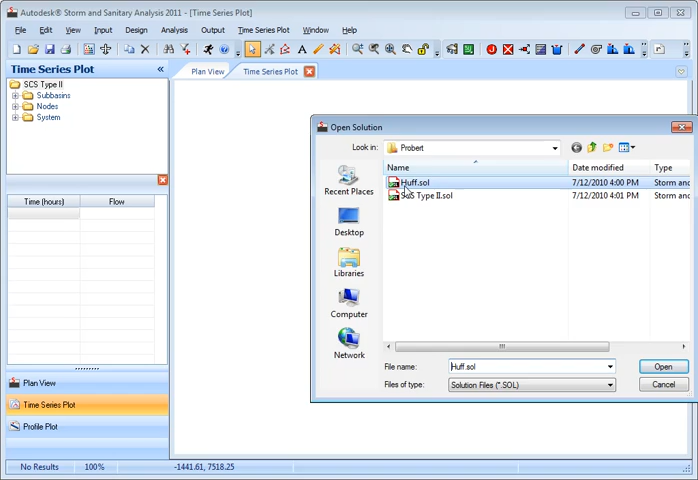 Autodesk® Storm and Sanitary Analysis 2011 - [Time Series Plot]
File Edit View Input Design Analysis Output Time Series Plot Window Help
Time Series Plot «
Plan View Time Series Plot
SCS Type II
Subbasins
Nodes
System
Time (hours) Flow
Plan View
Time Series Plot
Profile Plot
No Results 100% -1441.61, 7518.25
Open Solution
Look in: Probert
Name Date modified Type
Huff.sol 7/12/2010 4:00 PM Storm and
SCS Type II.sol 7/12/2010 4:01 PM Storm and
Recent Places
Desktop
Libraries
Computer
Network
File name: Huff.sol Open
Files of type: Solution Files (*.SOL) Cancel